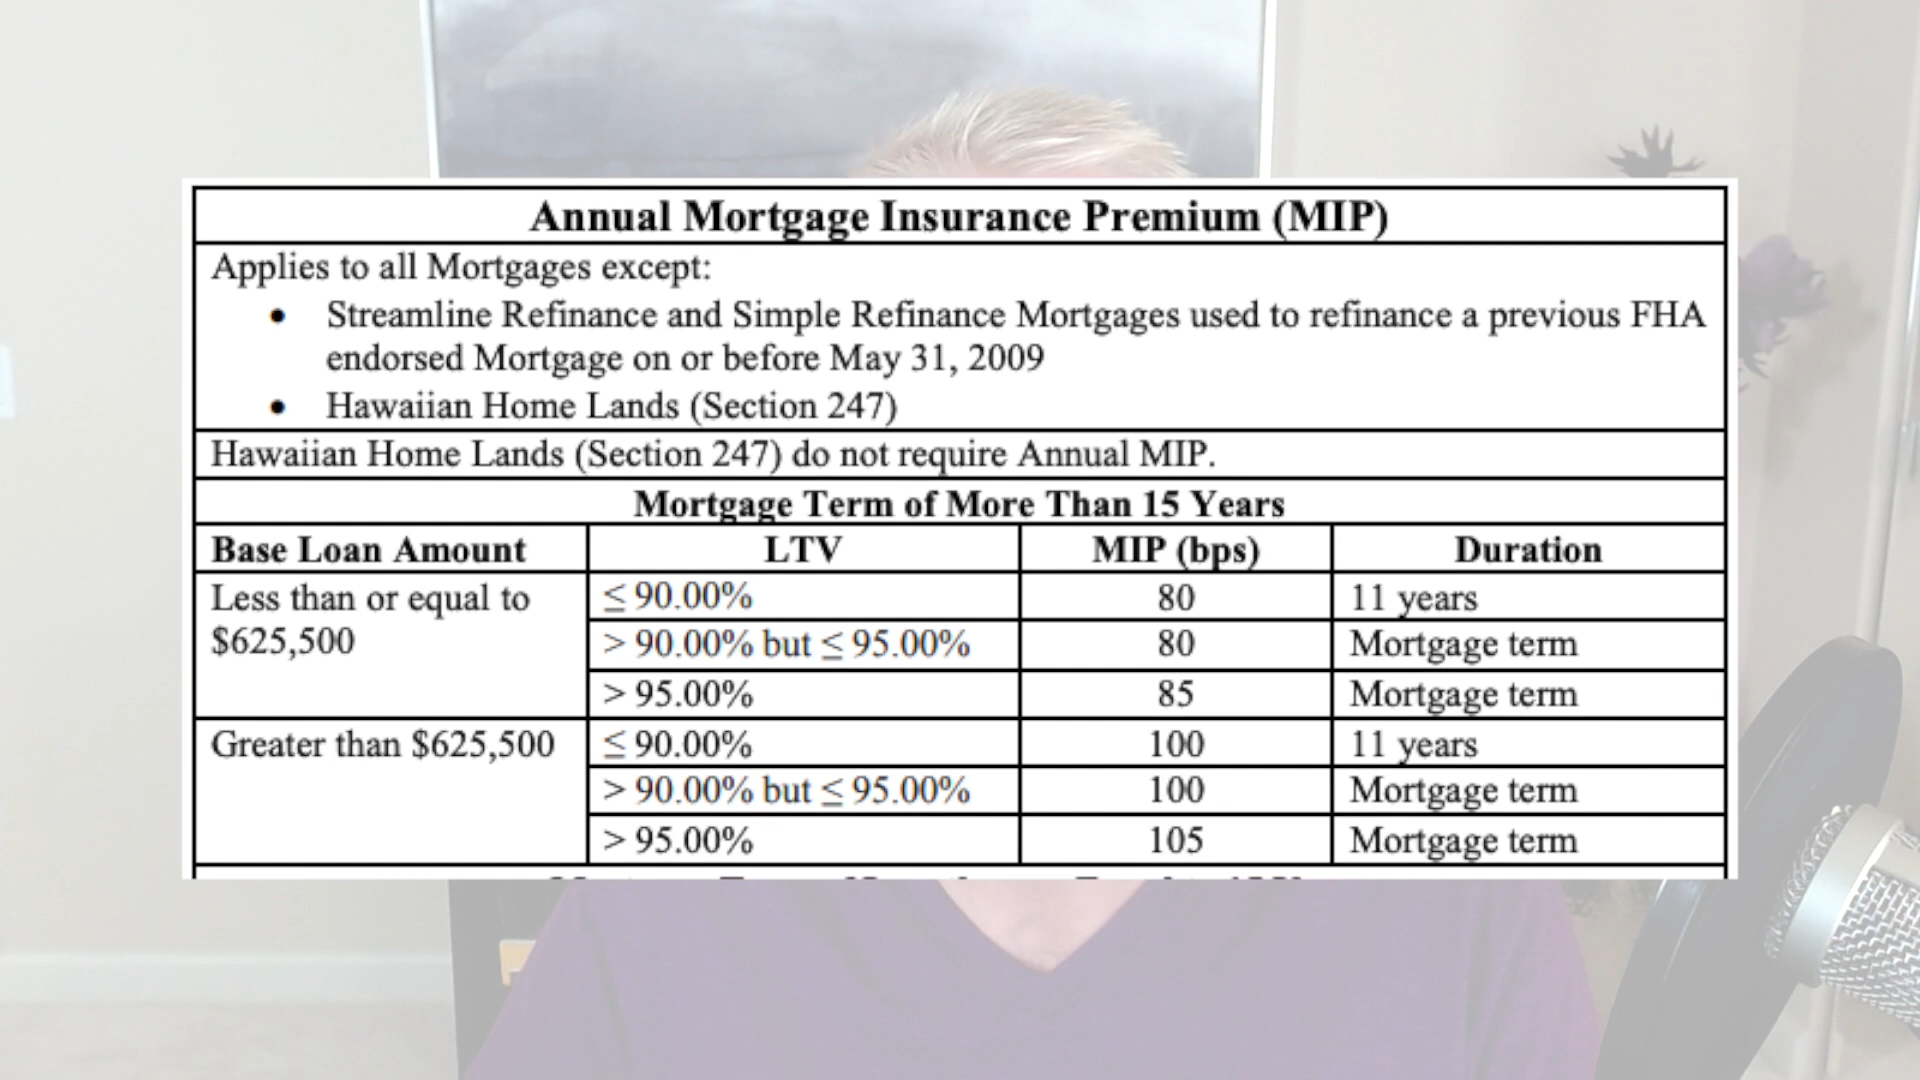 Annual Mortgage Insurance Premium (MIP)
Applies to all Mortgages except:
• Streamline Refinance and Simple Refinance Mortgages used to refinance a previous FHA
endorsed Mortgage on or before May 31, 2009
• Hawaiian Home Lands (Section 247)
Hawaiian Home Lands (Section 247) do not require Annual MIP.
Mortgage Term of More Than 15 Years
Base Loan Amount LTV MIP (bps) Duration
Less than or equal to ≤ 90.00% 80 11 years
$625,500 > 90.00% but ≤ 95.00% 80 Mortgage term
> 95.00% 85 Mortgage term
Greater than $625,500 ≤ 90.00% 100 11 years
> 90.00% but ≤ 95.00% 100 Mortgage term
> 95.00% 105 Mortgage term